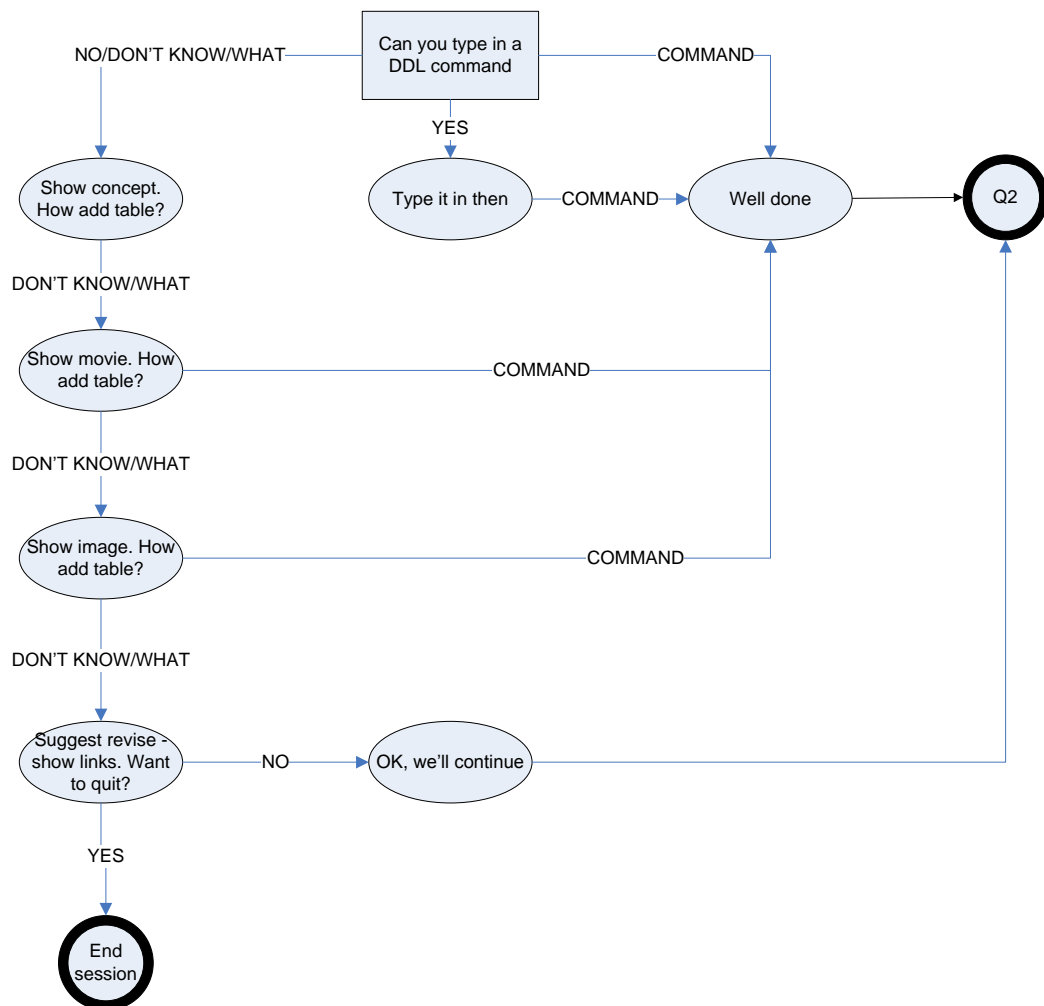 Can you type in a
DDL command
NO/DON'T KNOW/WHAT
COMMAND
YES
Show concept.
How add table?
Type it in then
COMMAND
Well done
Q2
DON'T KNOW/WHAT
Show movie. How
add table?
COMMAND
DON'T KNOW/WHAT
Show image. How
add table?
COMMAND
DON'T KNOW/WHAT
Suggest revise -
show links. Want
to quit?
NO
OK, we'll continue
YES
End
session